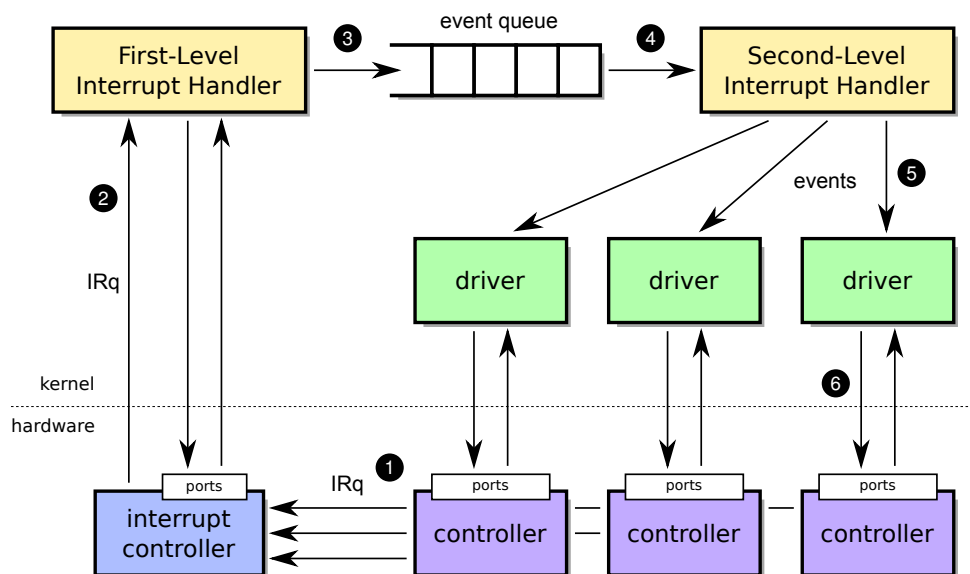 event queue
First-Level
Interrupt Handler
3
4
Second-Level
Interrupt Handler
2
IRq
events
5
driver
driver
driver
kernel
hardware
6
1
IRq
ports
ports
ports
ports
interrupt
controller
controller
controller
controller